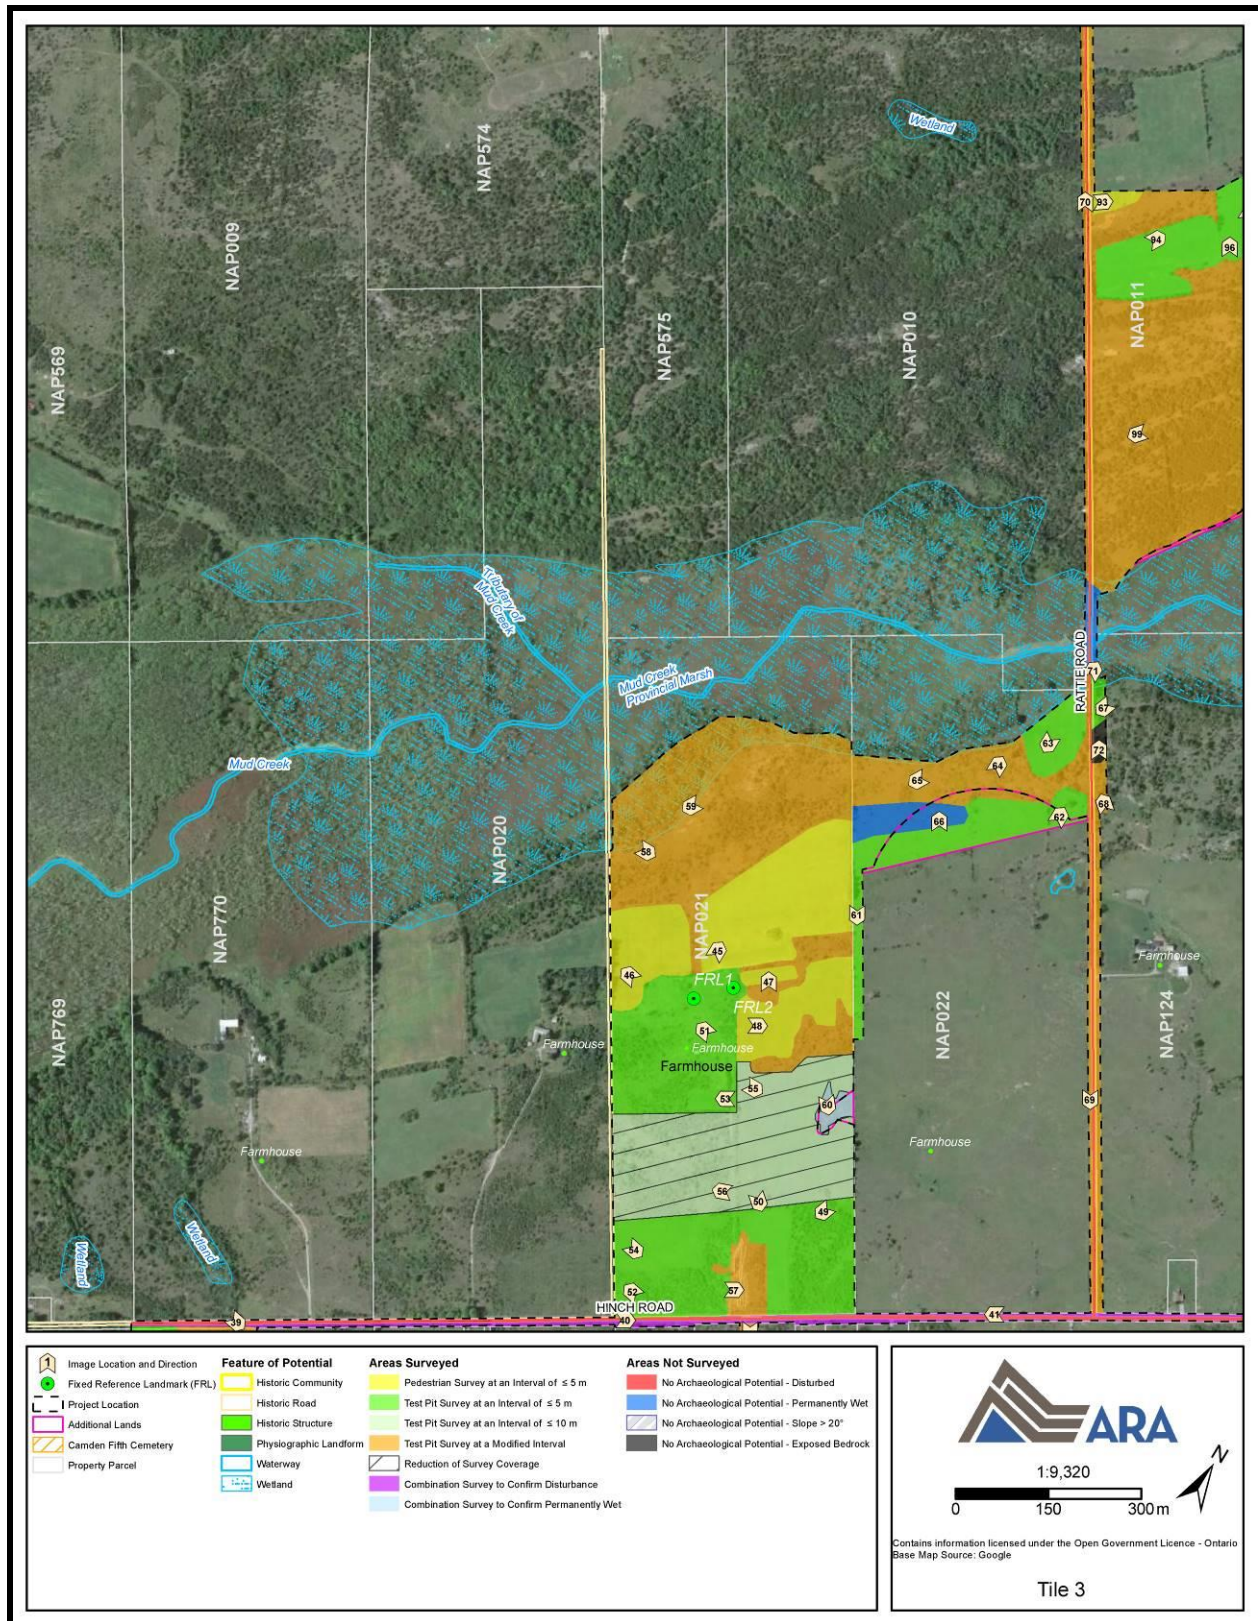 NAP574
Wetland
NAP009
70
93
94
96
NAP011
NAP575
NAP010
NAP569
99
Tributary of
Mud Creek
Mud Creek
Provincial Marsh
RATTIE ROAD
71
67
72
63
64
65
68
62
66
Mud Creek
59
58
NAP020
NAP021
61
NAP770
45
46
47
FRL1
FRL2
48
51
Farmhouse
Farmhouse
Farmhouse
Farmhouse
NAP769
NAP022
NAP124
53
55
60
69
Farmhouse
Farmhouse
56
50
49
Wetland
Wetland
54
52
57
HINCH ROAD
39
40
41
1 Image Location and Direction
Fixed Reference Landmark (FRL)
Project Location
Additional Lands
Camden Fifth Cemetery
Property Parcel
Feature of Potential
Historic Community
Historic Road
Historic Structure
Physiographic Landform
Waterway
Wetland
Areas Surveyed
Pedestrian Survey at an Interval of ≤ 5 m
Test Pit Survey at an Interval of ≤ 5 m
Test Pit Survey at an Interval of ≤ 10 m
Test Pit Survey at a Modified Interval
Reduction of Survey Coverage
Combination Survey to Confirm Disturbance
Combination Survey to Confirm Permanently Wet
Areas Not Surveyed
No Archaeological Potential - Disturbed
No Archaeological Potential - Permanently Wet
No Archaeological Potential - Slope > 20°
No Archaeological Potential - Exposed Bedrock
ARA
1:9,320
N
0 150 300 m
Contains information licensed under the Open Government Licence - Ontario
Base Map Source: Google
Tile 3